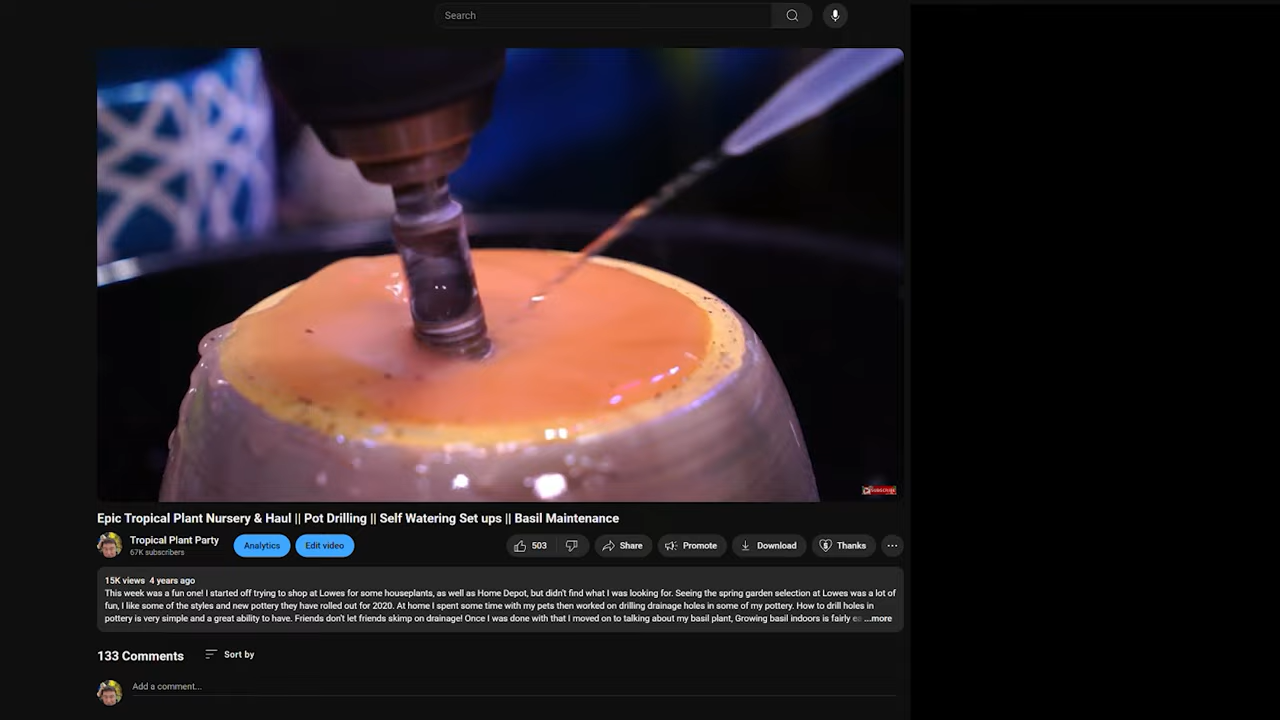 Search
SUBSCRIBE
Epic Tropical Plant Nursery & Haul || Pot Drilling || Self Watering Set ups || Basil Maintenance
Tropical Plant Party
67K subscribers
Analytics
Edit video
503
Share
Promote
Download
Thanks
15K views 4 years ago
This week was a fun one! I started off trying to shop at Lowes for some houseplants, as well as Home Depot, but didn't find what I was looking for. Seeing the spring garden selection at Lowes was a lot of
fun, I like some of the styles and new pottery they have rolled out for 2020. At home I spent some time with my pets then worked on drilling drainage holes in some of my pottery. How to drill holes in
pottery is very simple and a great ability to have. Friends don't let friends skimp on drainage! Once I was done with that I moved on to talking about my basil plant, Growing basil indoors is fairly ...more
133 Comments
Sort by
Add a comment...